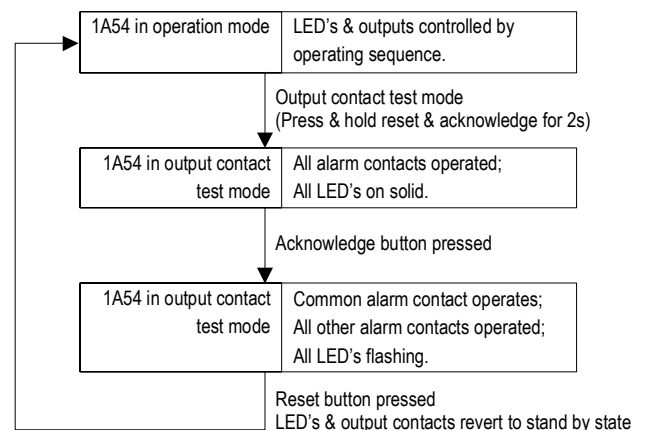 1A54 in operation mode
LED's & outputs controlled by
operating sequence.
Output contact test mode
(Press & hold reset & acknowledge for 2s)
1A54 in output contact
test mode
All alarm contacts operated;
All LED's on solid.
Acknowledge button pressed
1A54 in output contact
test mode
Common alarm contact operates;
All other alarm contacts operated;
All LED's flashing.
Reset button pressed
LED's & output contacts revert to stand by state